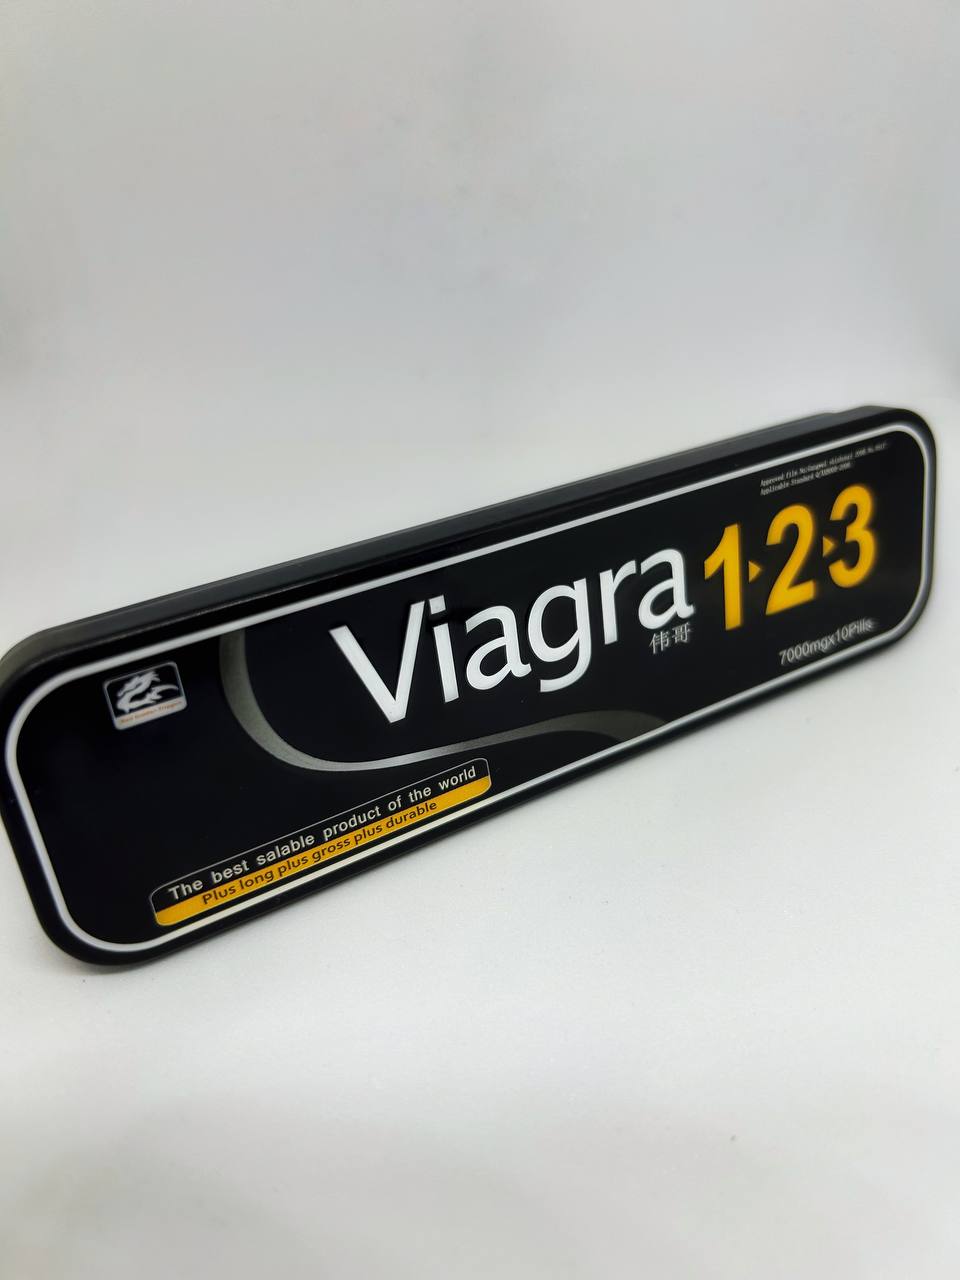 Viagra 1 2 3
伟哥
7000mgx10Pills
The best salable product of the world
Plus long plus gross plus durable